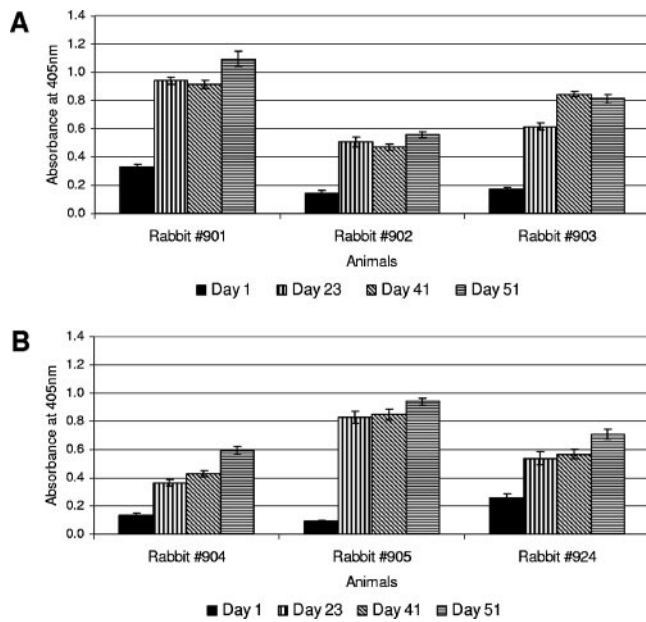 A
Absorbance at 405nm
1.4
1.2
1.0
0.8
0.6
0.4
0.2
0.0
Rabbit #901 Rabbit #902 Rabbit #903
Animals
Day 1 Day 23 Day 41 Day 51
B
Absorbance at 405nm
1.4
1.2
1.0
0.8
0.6
0.4
0.2
0.0
Rabbit #904 Rabbit #905 Rabbit #924
Animals
Day 1 Day 23 Day 41 Day 51